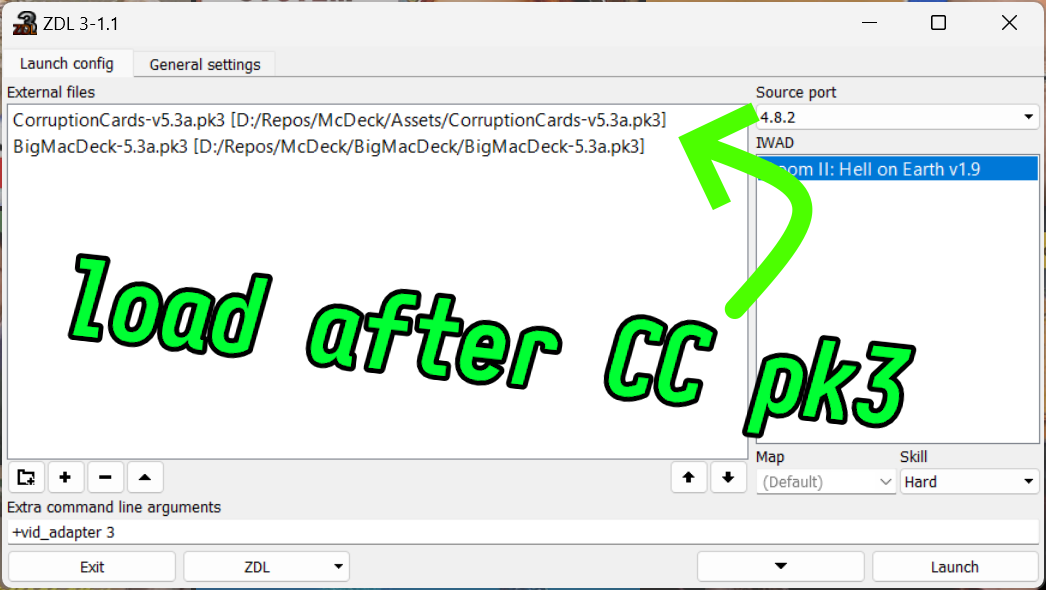 ZDL 3-1.1
Launch config
General settings
External files
CorruptionCards-v5.3a.pk3 [D:/Repos/McDeck/Assets/CorruptionCards-v5.3a.pk3]
BigMacDeck-5.3a.pk3 [D:/Repos/McDeck/BigMacDeck/BigMacDeck-5.3a.pk3]
Source port
4.8.2
IWAD
oom II: Hell on Earth v1.9
load after CC pk3
Map
Skill
(Default)
Hard
Extra command line arguments
+vid_adapter 3
Exit
ZDL
Launch